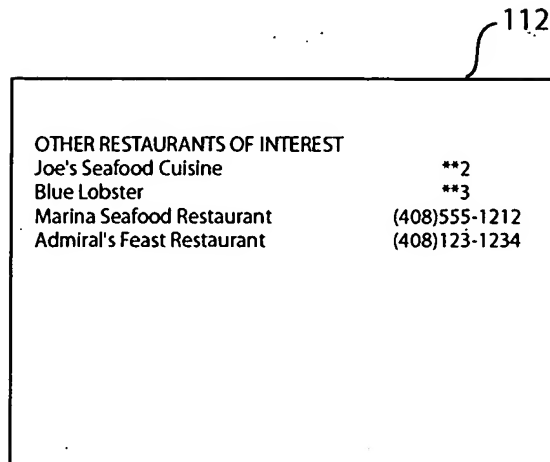 112
OTHER RESTAURANTS OF INTEREST
Joe's Seafood Cuisine **2
Blue Lobster **3
Marina Seafood Restaurant (408)555-1212
Admiral's Feast Restaurant (408)123-1234